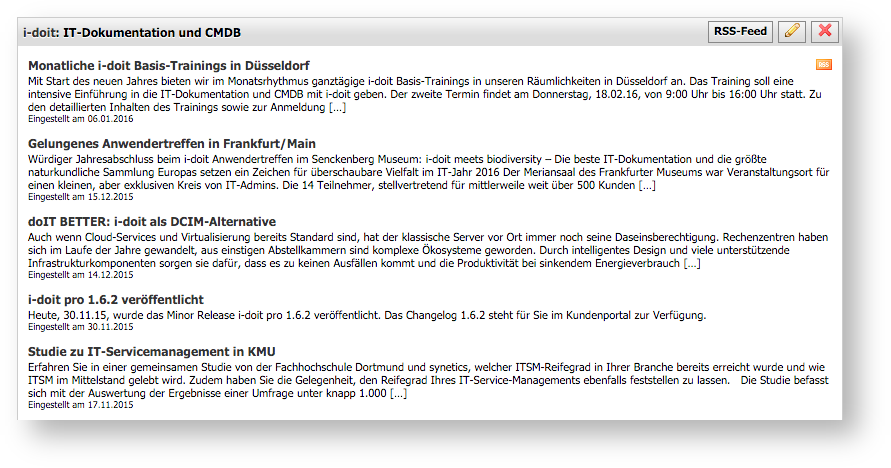 i-doit: IT-Dokumentation und CMDB
RSS-Feed
Monatliche i-doit Basis-Trainings in Düsseldorf
RSS
Mit Start des neuen Jahres bieten wir im Monatsrhythmus ganztägige i-doit Basis-Trainings in unseren Räumlichkeiten in Düsseldorf an. Das Training soll eine
intensive Einführung in die IT-Dokumentation und CMDB mit i-doit geben. Der zweite Termin findet am Donnerstag, 18.02.16, von 9:00 Uhr bis 16:00 Uhr statt. Zu
den detaillierten Inhalten des Trainings sowie zur Anmeldung [...]
Eingestellt am 06.01.2016
Gelungenes Anwendertreffen in Frankfurt/Main
Würdiger Jahresabschluss beim i-doit Anwendertreffen im Senckenberg Museum: i-doit meets biodiversity – Die beste IT-Dokumentation und die größte
naturkundliche Sammlung Europas setzen ein Zeichen für überschaubare Vielfalt im IT-Jahr 2016 Der Meriansaal des Frankfurter Museums war Veranstaltungsort für
einen kleinen, aber exklusiven Kreis von IT-Admins. Die 14 Teilnehmer, stellvertretend für mittlerweile weit über 500 Kunden [...]
Eingestellt am 15.12.2015
doIT BETTER: i-doit als DCIM-Alternative
Auch wenn Cloud-Services und Virtualisierung bereits Standard sind, hat der klassische Server vor Ort immer noch seine Daseinsberechtigung. Rechenzentren haben
sich im Laufe der Jahre gewandelt, aus einstigen Abstellkammern sind komplexe Ökosysteme geworden. Durch intelligentes Design und viele unterstützende
Infrastrukturkomponenten sorgen sie dafür, dass es zu keinen Ausfällen kommt und die Produktivität bei sinkendem Energieverbrauch [...]
Eingestellt am 14.12.2015
i-doit pro 1.6.2 veröffentlicht
Heute, 30.11.15, wurde das Minor Release i-doit pro 1.6.2 veröffentlicht. Das Changelog 1.6.2 steht für Sie im Kundenportal zur Verfügung.
Eingestellt am 30.11.2015
Studie zu IT-Servicemanagement in KMU
Erfahren Sie in einer gemeinsamen Studie von der Fachhochschule Dortmund und synetics, welcher ITSM-Reifegrad in Ihrer Branche bereits erreicht wurde und wie
ITSM im Mittelstand gelebt wird. Zudem haben Sie die Gelegenheit, den Reifegrad Ihres IT-Service-Managements ebenfalls feststellen zu lassen.   Die Studie befasst
sich mit der Auswertung der Ergebnisse einer Umfrage unter knapp 1.000 [...]
Eingestellt am 17.11.2015